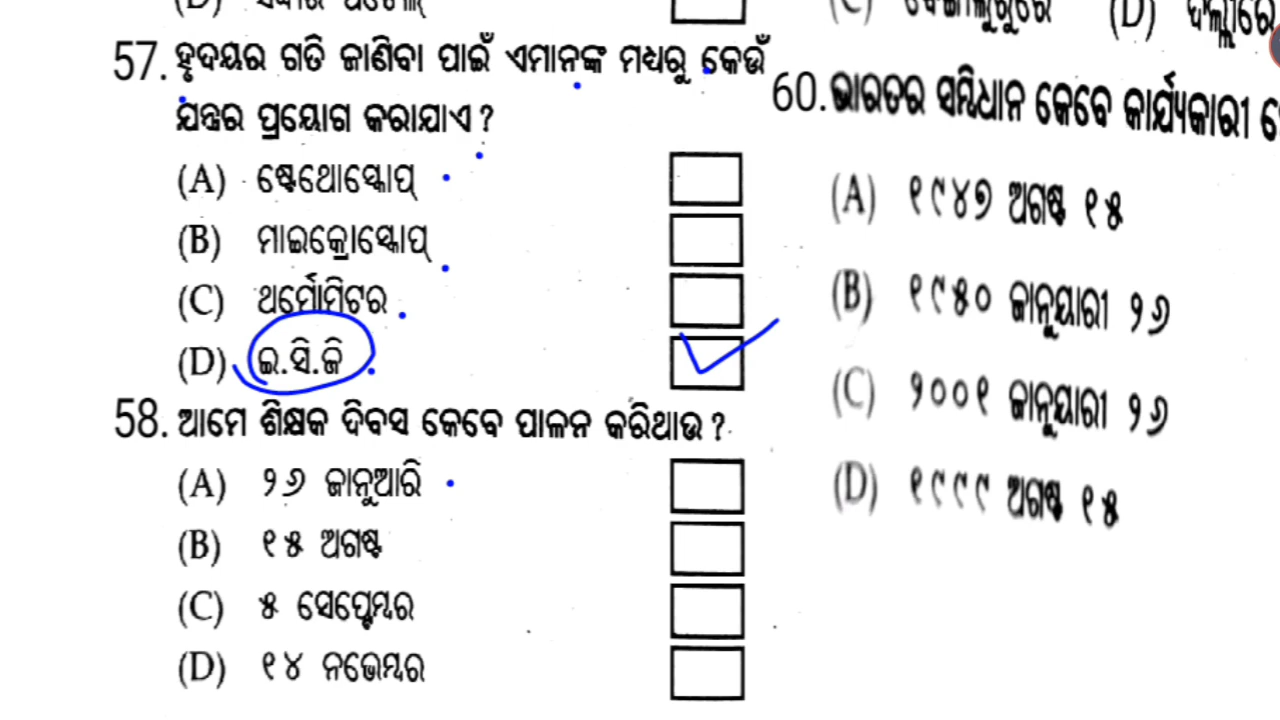 (C) ବେଙ୍ଗାଲୁରୁରେ (D) ଦିଲ୍ଲୀରେ
57. ହୃଦୟର ଗତି ଜାଣିବା ପାଇଁ ଏମାନଙ୍କ ମଧ୍ୟରୁ କେଉଁ
ଯନ୍ତ୍ରର ପ୍ରୟୋଗ କରାଯାଏ ?
(A) ଷ୍ଟେଥୋସ୍କୋପ୍
(B) ମାଇକ୍ରୋସ୍କୋପ୍
(C) ଥର୍ମୋମିଟର
(D) ଇ.ସି.ଜି
58. ଆମେ ଶିକ୍ଷକ ଦିବସ କେବେ ପାଳନ କରିଥାଉ ?
(A) ୨୬ ଜାନୁଆରି
(B) ୧୫ ଅଗଷ୍ଟ
(C) ୫ ସେପ୍ଟେମ୍ବର
(D) ୧୪ ନଭେମ୍ବର
60. ଭାରତର ସମ୍ବିଧାନ କେବେ କାର୍ଯ୍ୟକାରୀ
(A) ୧୯୪୭ ଅଗଷ୍ଟ ୧୫
(B) ୧୯୫୦ ଜାନୁୟାରୀ ୨୬
(C) ୨୦୦୧ ଜାନୁୟାରୀ ୨୬
(D) ୧୯୯୯ ଅଗଷ୍ଟ ୧୫